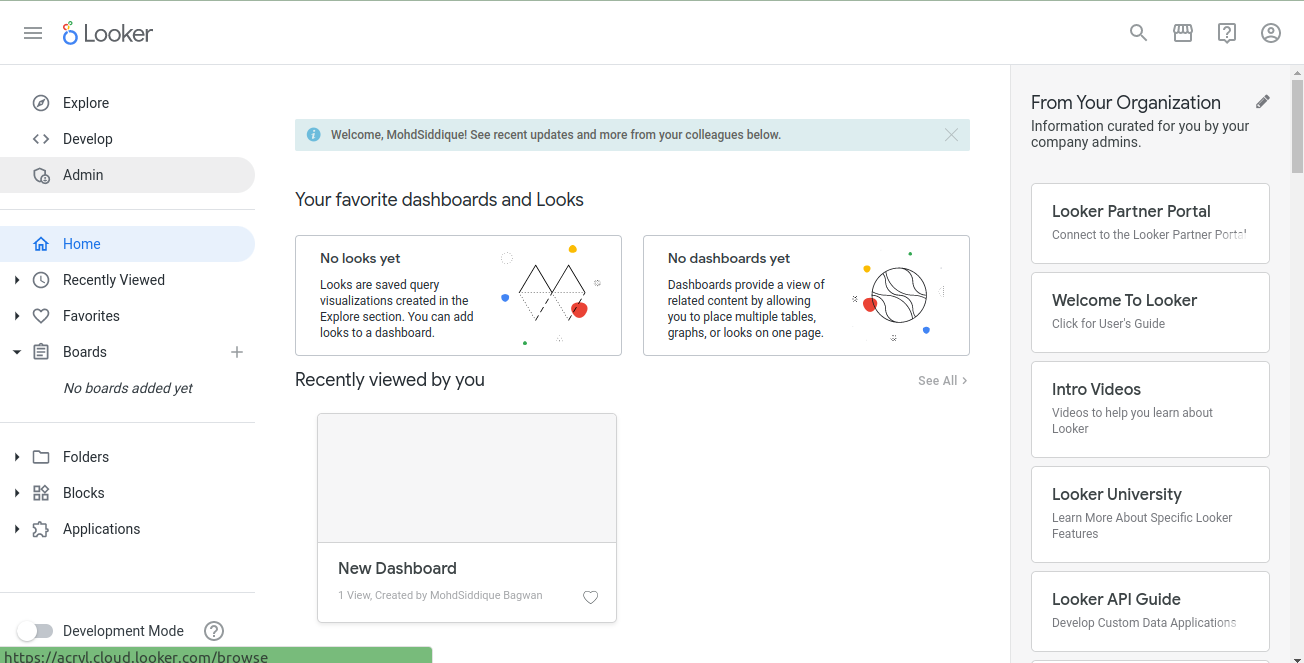 Looker
Explore
Develop
Admin
Home
Recently Viewed
Favorites
Boards
No boards added yet
Folders
Blocks
Applications
Development Mode
https://acryl.cloud.looker.com/browse
Welcome, MohdSiddique! See recent updates and more from your colleagues below.
Your favorite dashboards and Looks
No looks yet
Looks are saved query
visualizations created in the
Explore section. You can add
looks to a dashboard.
No dashboards yet
Dashboards provide a view of
related content by allowing
you to place multiple tables,
graphs, or looks on one page.
Recently viewed by you
See All
New Dashboard
1 View, Created by MohdSiddique Bagwan
From Your Organization
Information curated for you by your
company admins.
Looker Partner Portal
Connect to the Looker Partner Portal
Welcome To Looker
Click for User's Guide
Intro Videos
Videos to help you learn about
Looker
Looker University
Learn More About Specific Looker
Features
Looker API Guide
Develop Custom Data Applications